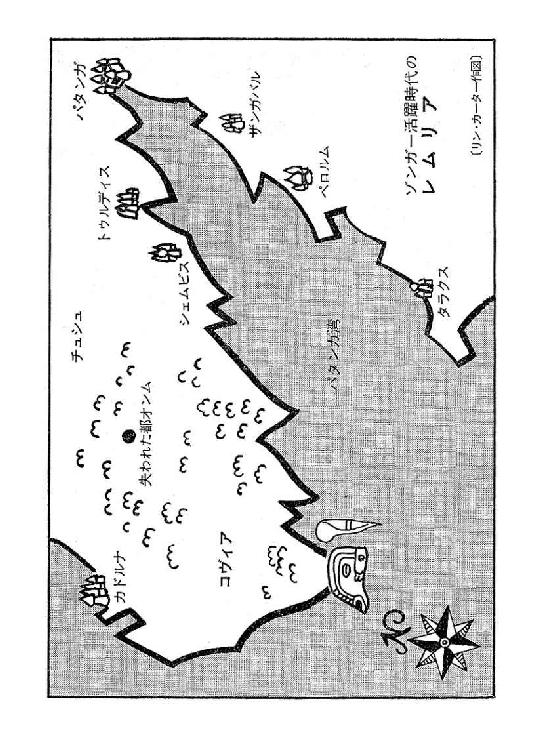 ゾンガー活躍時代の
レムリア
〔リン・カーター作図〕
パタンガ
ザンガバル
ペロルム
トゥルディス
シェムビス
タラクス
チュシュ
パタンガ湾
失われた都オンム
コヴィア
カドルナ
N